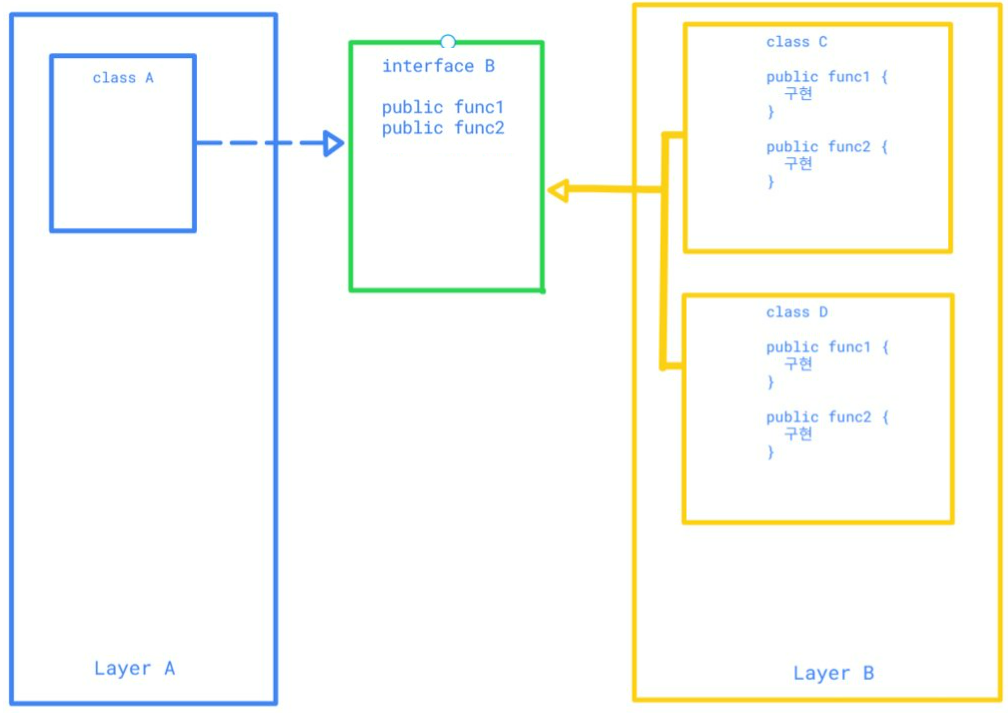 class A
Layer A
interface B
public func1
public func2
class C
public func1 {
구현
}
public func2 {
구현
}
class D
public func1 {
구현
}
public func2 {
구현
}
Layer B